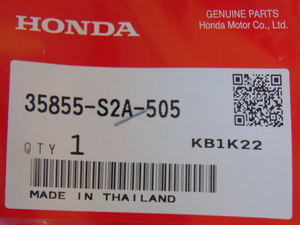 HONDA
GENUINE PARTS
Honda Motor Co., Ltd.
35855-S2A-505
QTY 1
KB1K22
MADE IN THAILAND